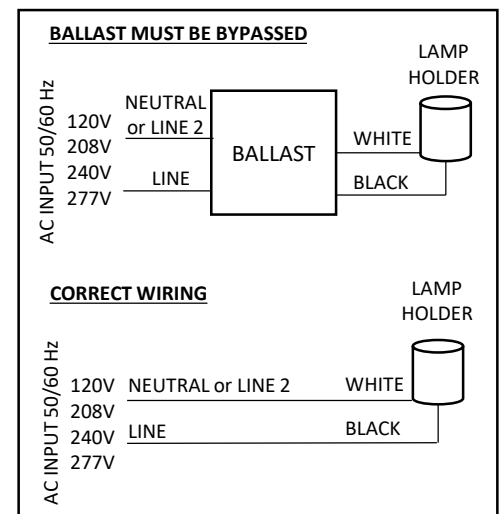 BALLAST MUST BE BYPASSED
LAMP
HOLDER
AC INPUT 50/60 Hz
120V
208V
240V
277V
NEUTRAL
or LINE 2
LINE
BALLAST
WHITE
BLACK
CORRECT WIRING
LAMP
HOLDER
AC INPUT 50/60 Hz
120V NEUTRAL or LINE 2 WHITE
208V
240V LINE BLACK
277V